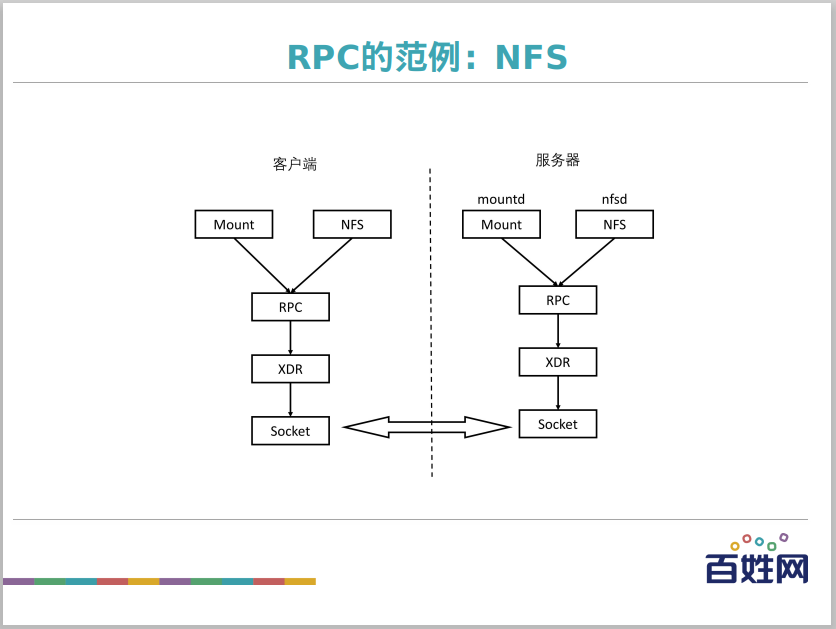 RPC的范例：NFS
客户端
服务器
mountd
nfsd
Mount
NFS
Mount
NFS
RPC
RPC
XDR
XDR
Socket
Socket
百姓网